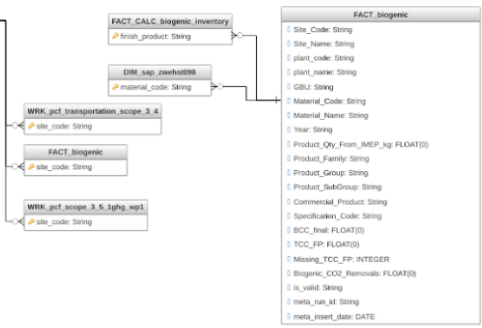 FACT_CALC_biogenic_inventory
finish_product: String
DIM_sap_zwehst098
material_code: String
WRK_pcf_transportation_scope_3_4
site_code: String
FACT_biogenic
site_code: String
WRK_pcf_scope_3_5_1ghg_wp1
site_code: String
FACT_biogenic
Site_Code: String
Site_Name: String
plant_code: String
plant_name: String
GBU: String
Material_Code: String
Material_Name: String
Year: String
Product_Qty_From_IMEP_kg: FLOAT(0)
Product_Family: String
Product_Group: String
Product_SubGroup: String
Commercial_Product: String
Specification_Code: String
BCC_final: FLOAT(0)
TCC_FP: FLOAT(0)
Missing_TCC_FP: INTEGER
Biogenic_CO2_Removals: FLOAT(0)
is_valid: String
meta_run_id: String
meta_insert_date: DATE